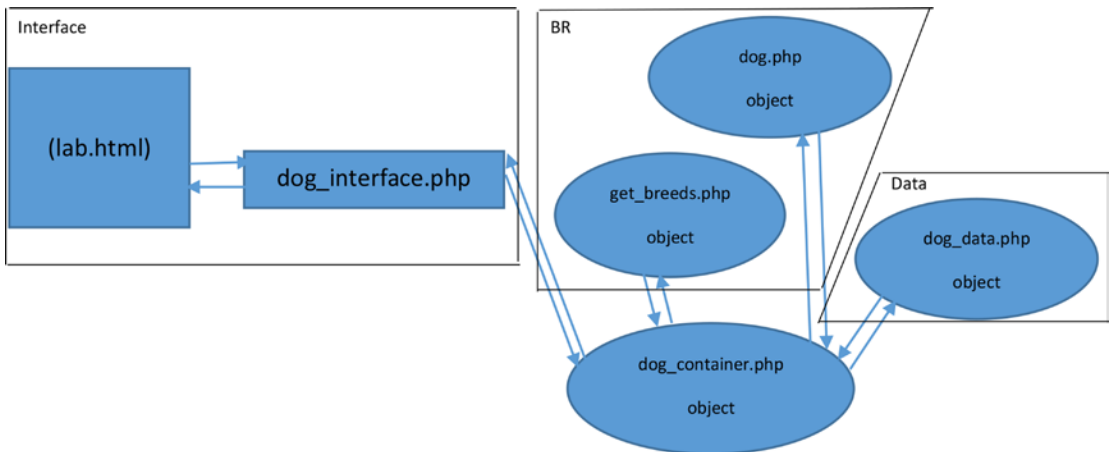 Interface
(lab.html)
dog_interface.php
BR
dog.php
object
get_breeds.php
object
Data
dog_data.php
object
dog_container.php
object